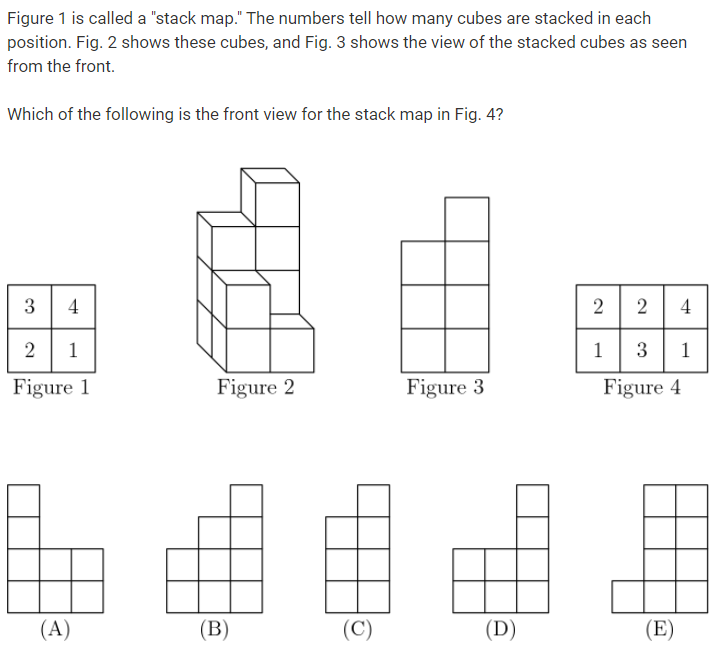 Figure 1 is called a "stack map." The numbers tell how many cubes are stacked in each
position. Fig. 2 shows these cubes, and Fig. 3 shows the view of the stacked cubes as seen
from the front.
Which of the following is the front view for the stack map in Fig. 4?
3 4
2 1
2 2 4
1 3 1
Figure 1 Figure 2 Figure 3 Figure 4
(A) (B) (C) (D) (E)